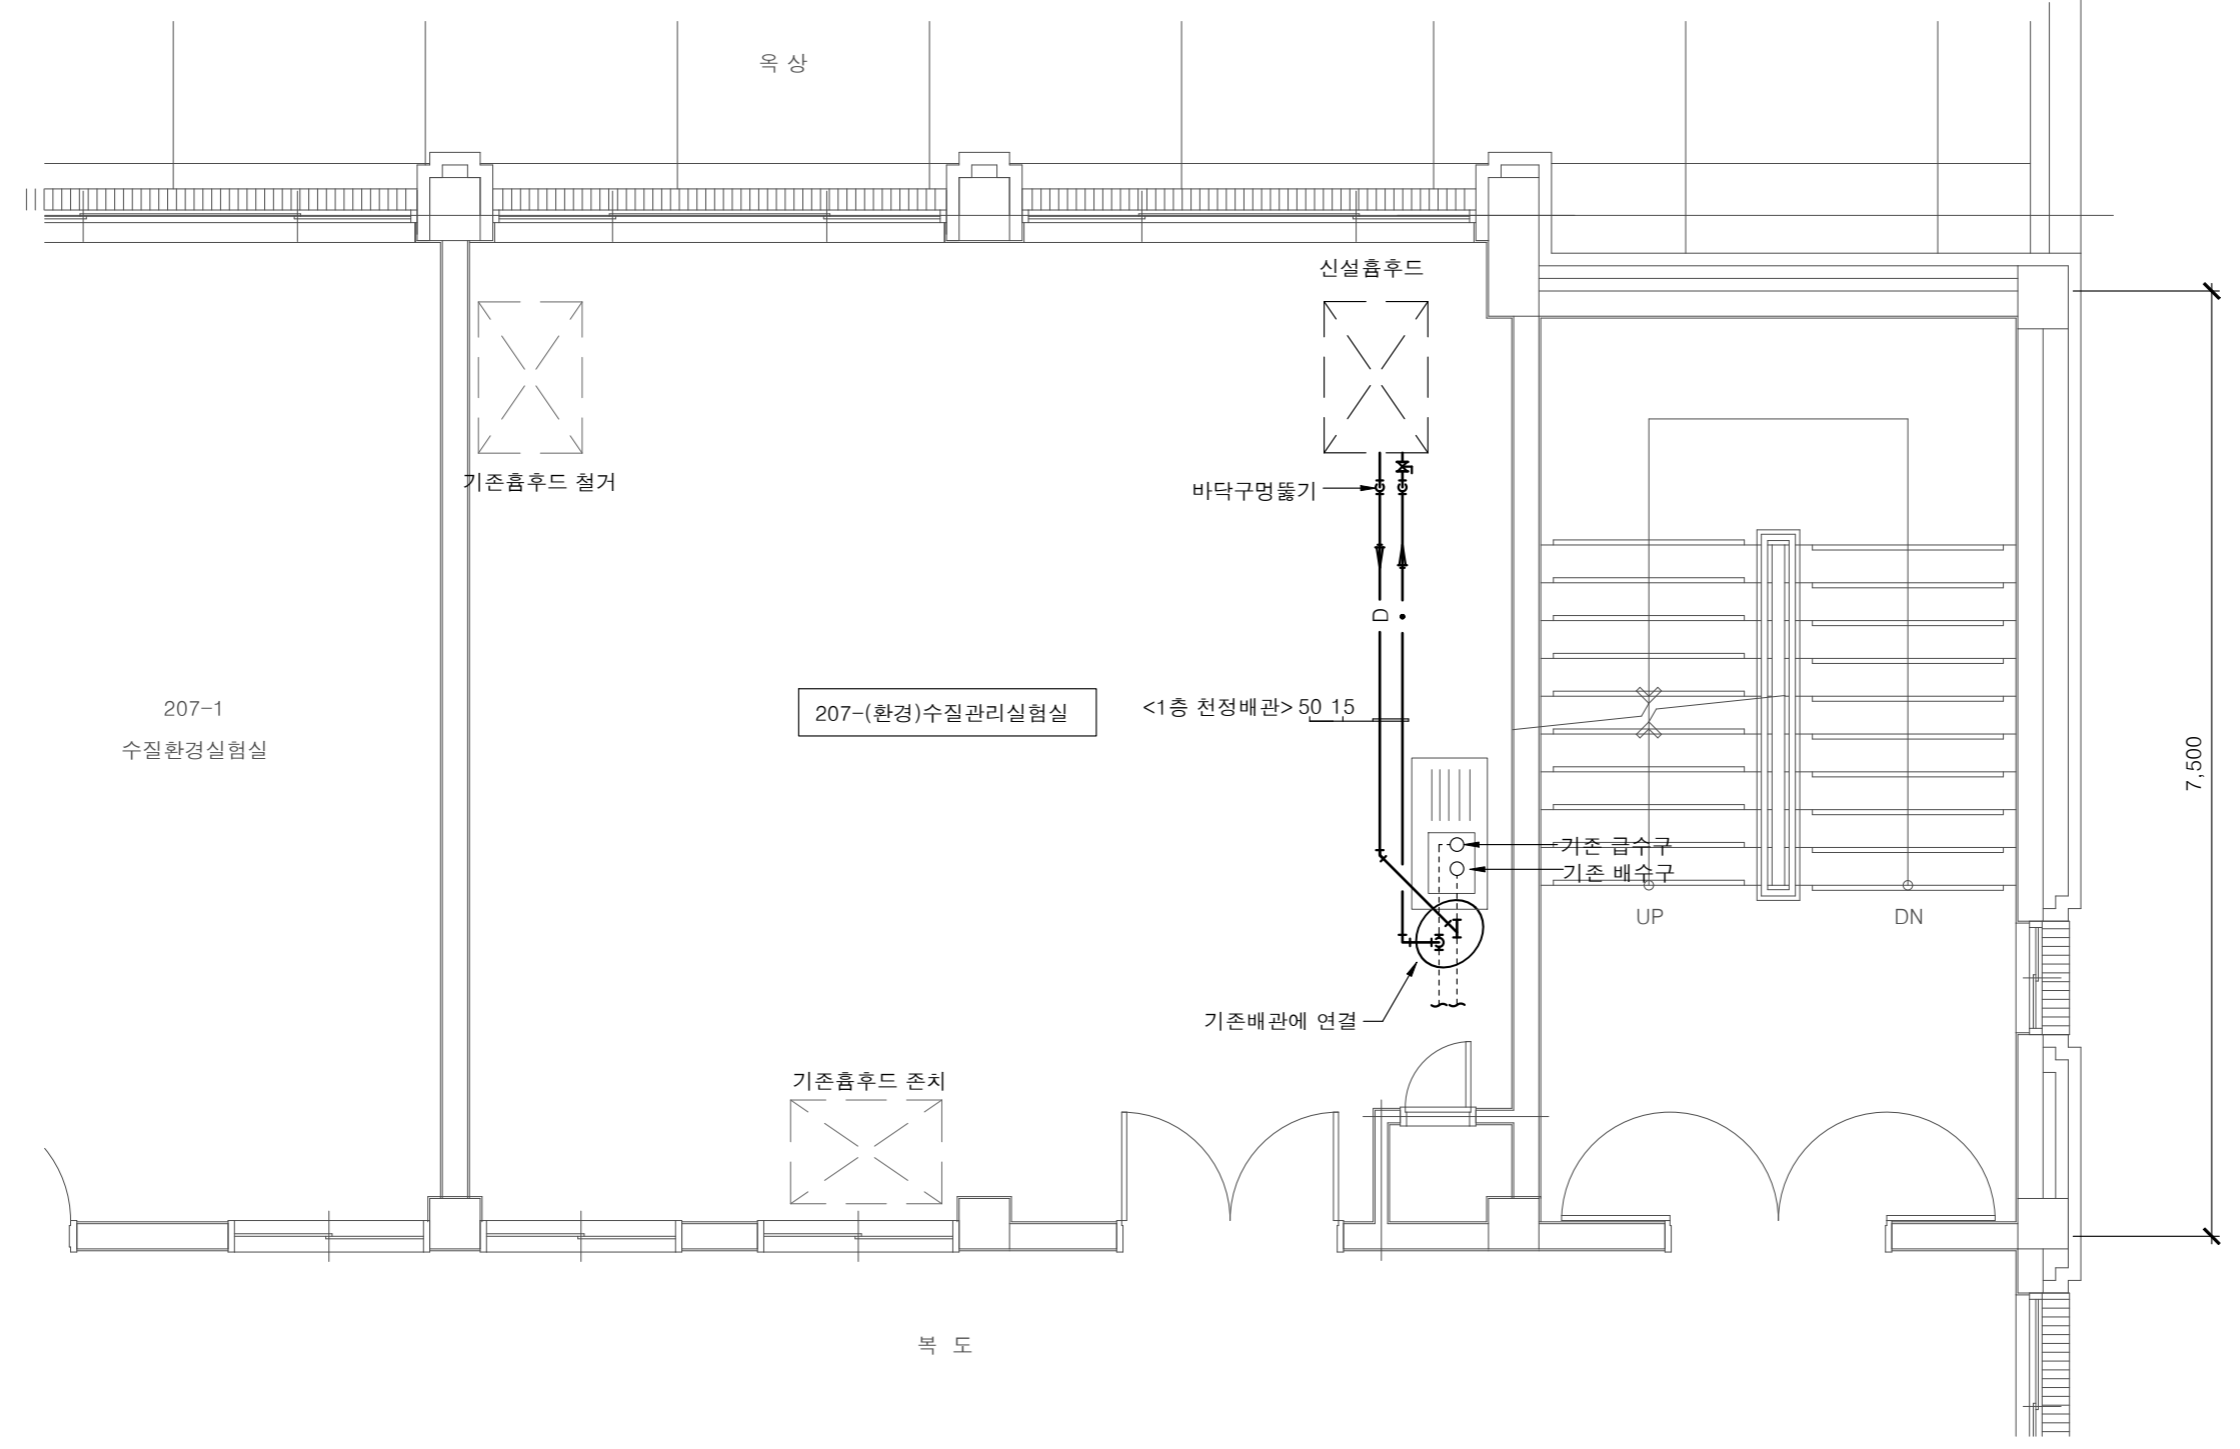 옥 상
신설흄후드
기존흄후드 철거
바닥구멍뚫기
D
207-1
수질환경실험실
207-(환경)수질관리실험실
<1층 천정배관> 50 15
7,500
기존 급수구
기존 배수구
UP
DN
기존배관에 연결
기존흄후드 존치
복 도